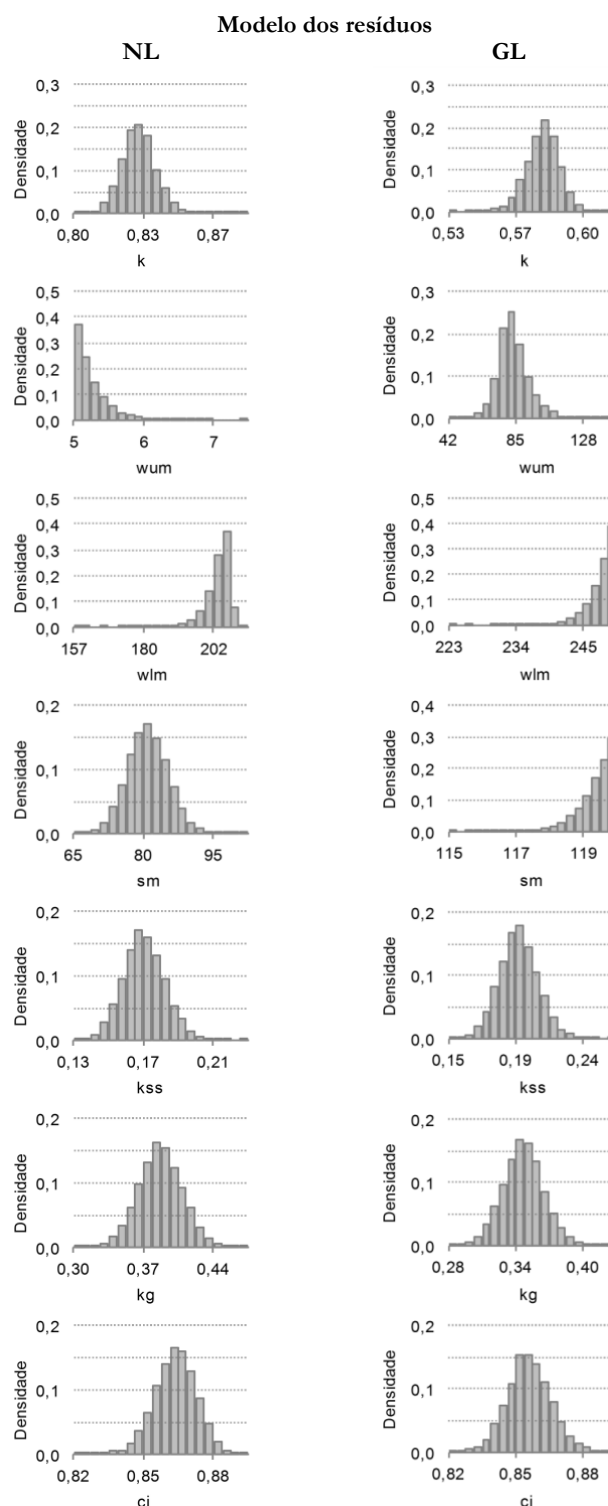 Modelo dos resíduos
NL GL
Densidade
0,3
0,2
0,1
0,0
0,80 0,83 0,87
k
Densidade
0,3
0,2
0,1
0,0
0,53 0,57 0,60
k
Densidade
0,5
0,4
0,3
0,2
0,1
0,0
5 6 7
wum
Densidade
0,3
0,2
0,1
0,0
42 85 128
wum
Densidade
0,5
0,4
0,3
0,2
0,1
0,0
157 180 202
wlm
Densidade
0,5
0,4
0,3
0,2
0,1
0,0
223 234 245
wlm
Densidade
0,2
0,1
0,0
65 80 95
sm
Densidade
0,4
0,3
0,2
0,1
0,0
115 117 119
sm
Densidade
0,2
0,1
0,0
0,13 0,17 0,21
kss
Densidade
0,2
0,1
0,0
0,15 0,19 0,24
kss
Densidade
0,2
0,1
0,0
0,30 0,37 0,44
kg
Densidade
0,2
0,1
0,0
0,28 0,34 0,40
kg
Densidade
0,2
0,1
0,0
0,82 0,85 0,88
ci
Densidade
0,2
0,1
0,0
0,82 0,85 0,88
ci